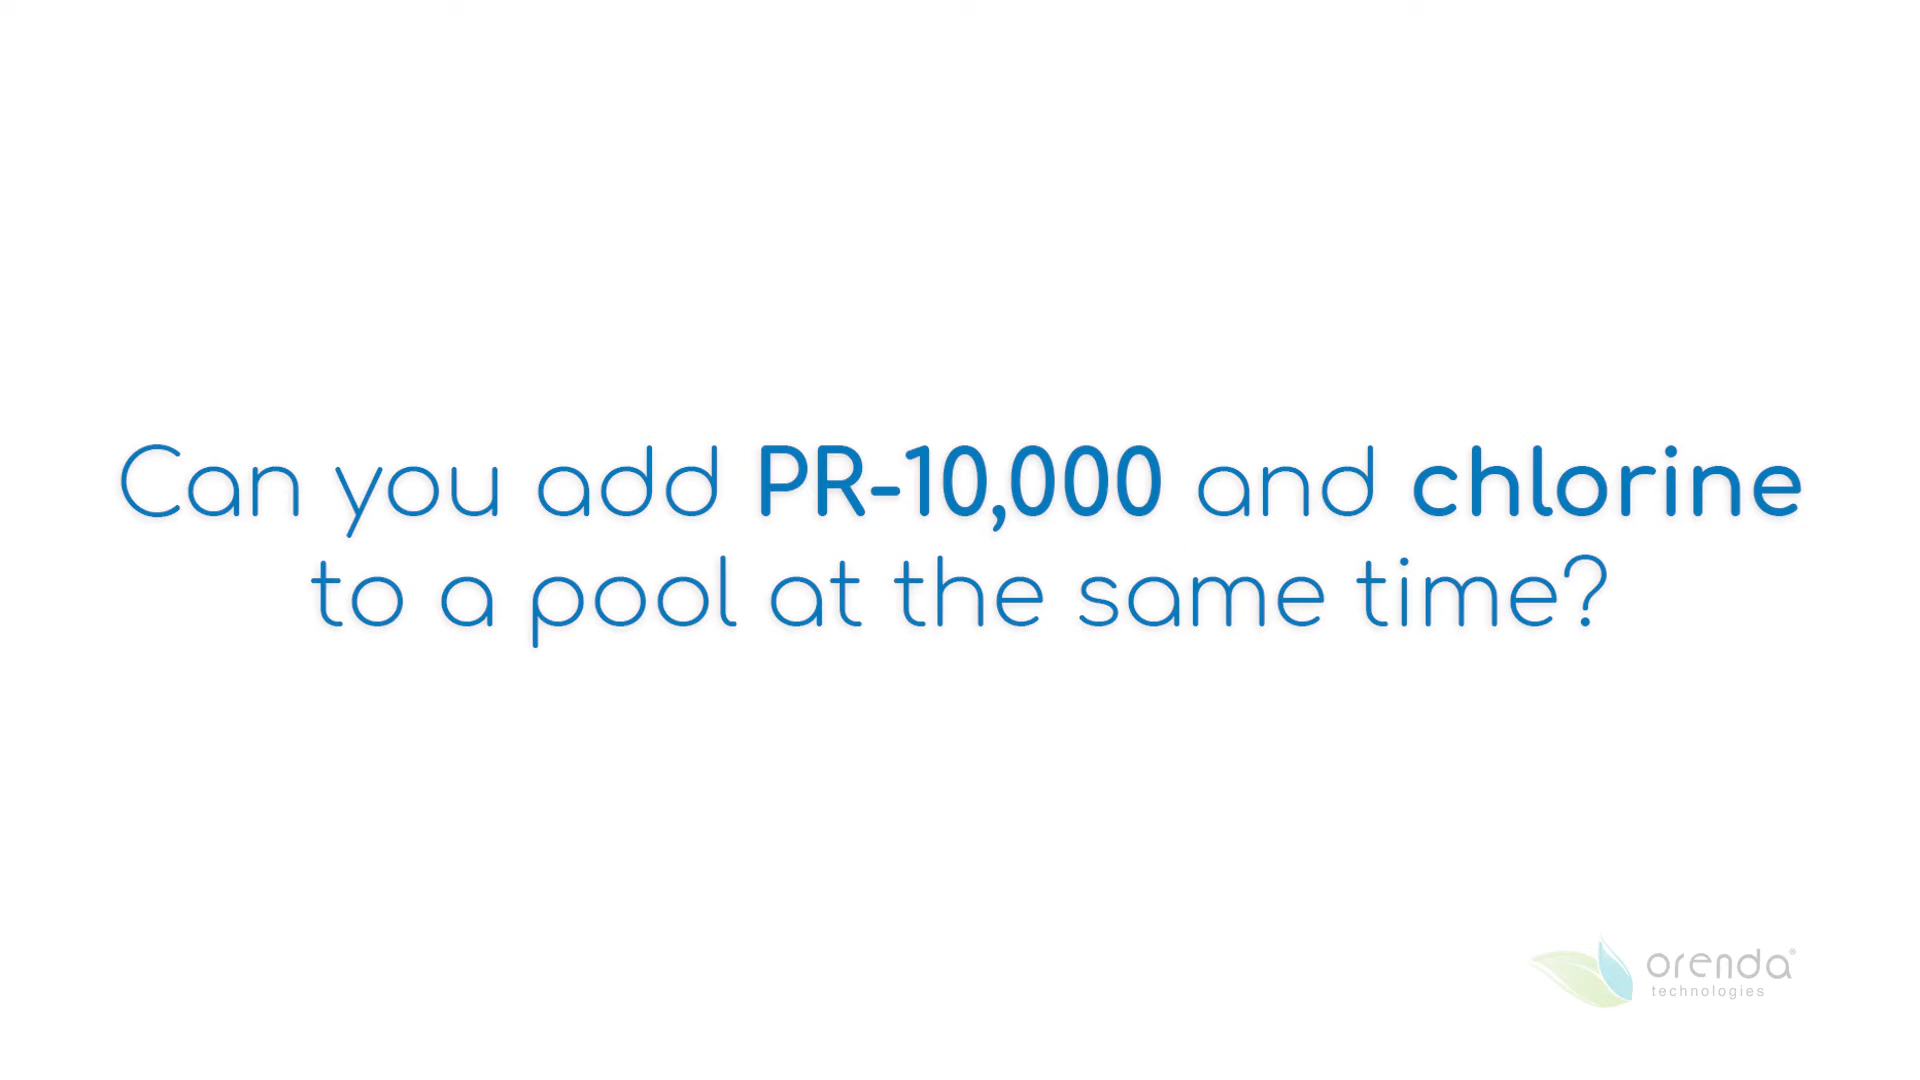 Can you add PR-10,000 and chlorine
to a pool at the same time?
orenda®
technologies